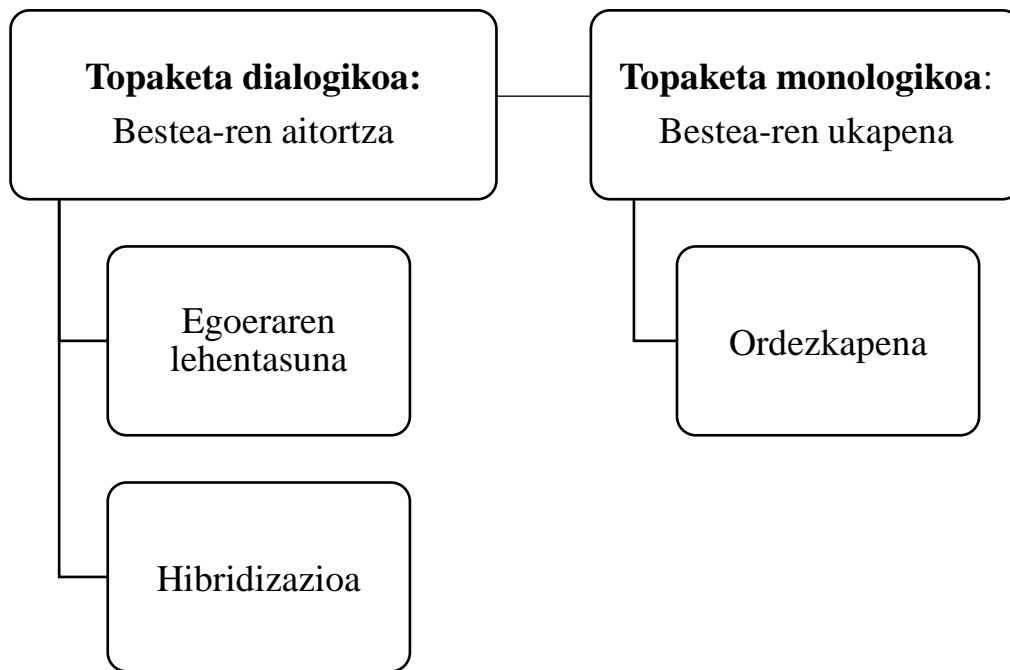 Topaketa dialogikoa:
Bestea-ren aitortza
Topaketa monologikoa:
Bestea-ren ukapena
Egoeraren
lehentasuna
Ordezkapena
Hibridizazioa